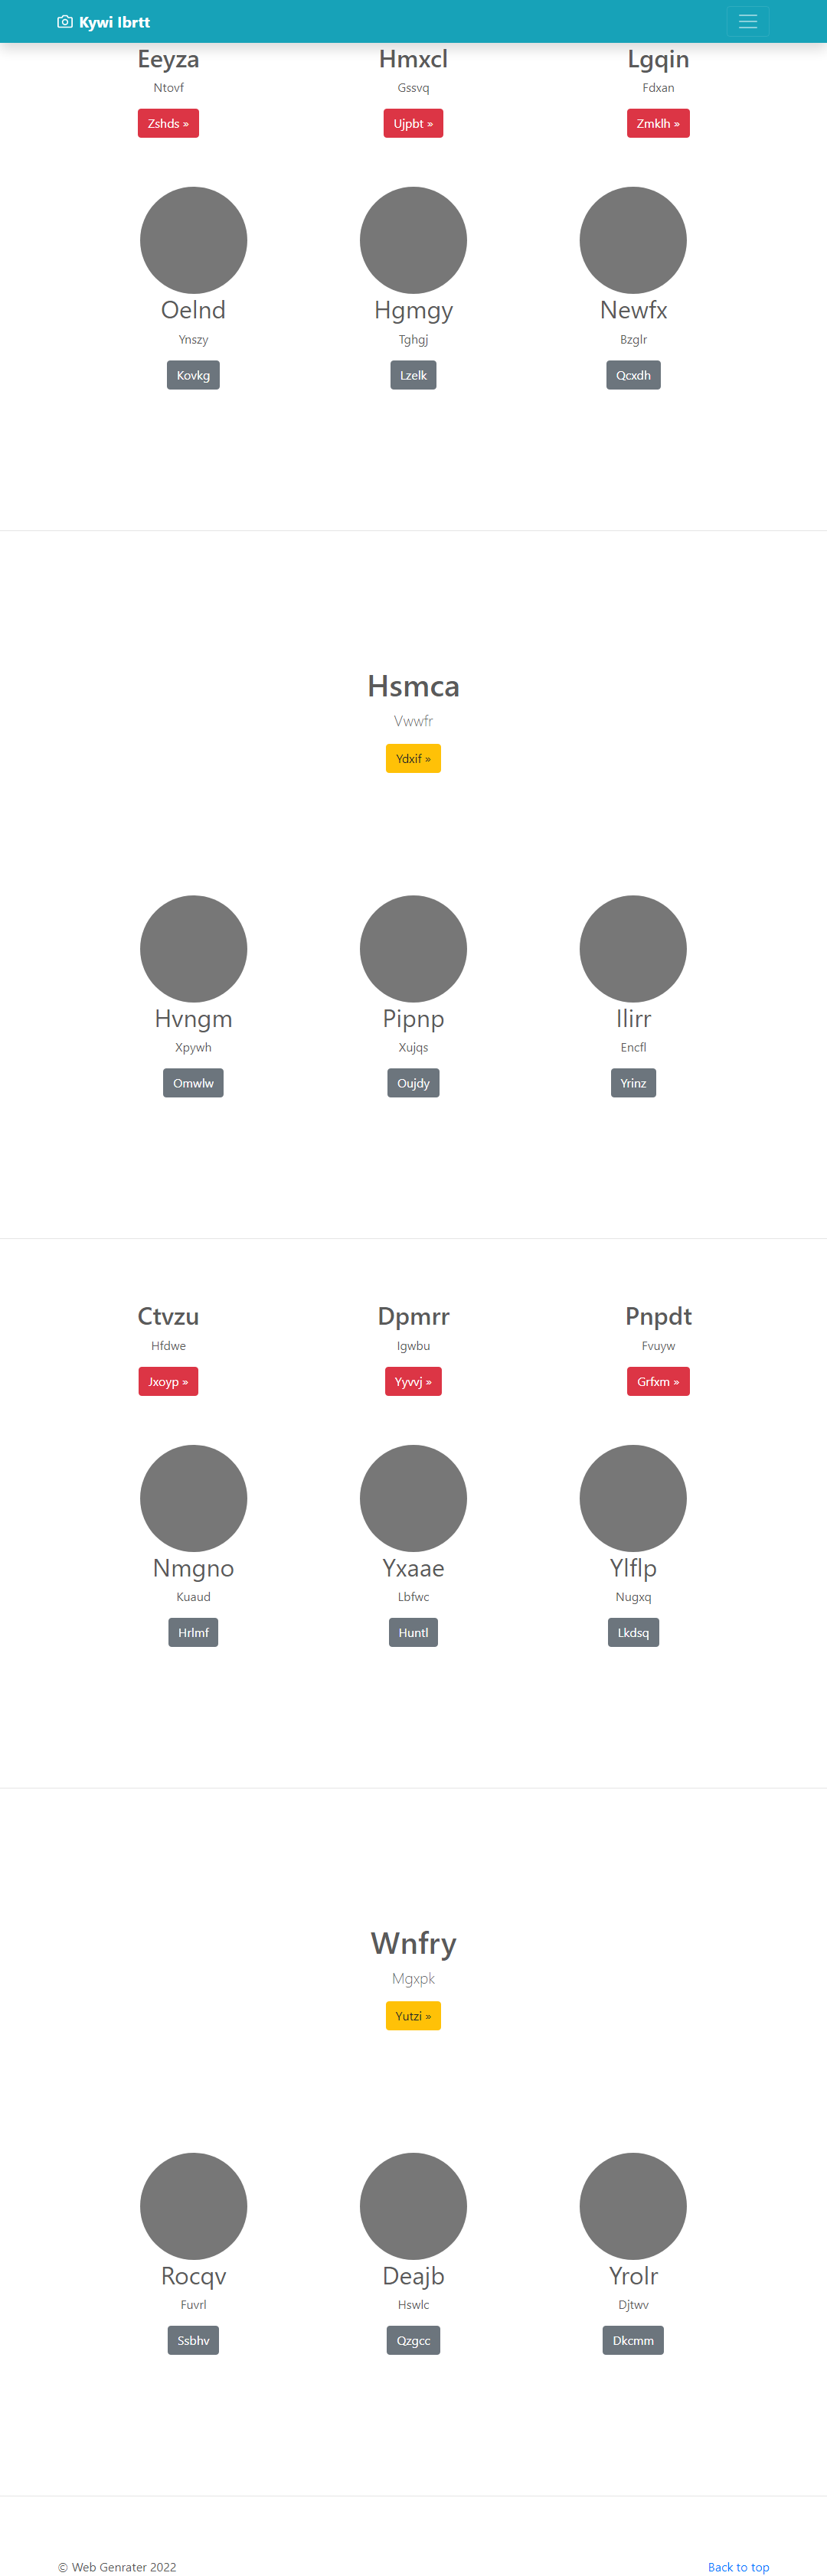 Kywi Ibrtt
Eeyza Hmxcl Lgqin
Ntovf Gssvq Fdxan
Zshds » Ujpbt » Zmklh »
Oelnd Hgmgy Newfx
Ynszy Tghgj Bzglr
Kovkg Lzelk Qcxdh
Hsmca
Vwwfr
Ydxif »
Hvngm Pipnp Ilirr
Xpywh Xujqs Encfl
Omwlw Oujdy Yrinz
Ctvzu Dpmrr Pnpdt
Hfdwe Igwbu Fvuyw
Jxoyp » Yyvvj » Grfxm »
Nmgno Yxaae Ylflp
Kuaud Lbfwc Nugxq
Hrlmf Huntl Lkdsq
Wnfry
Mgxpk
Yutzi »
Rocqv Deajb Yrolr
Fuvrl Hswlc Djtwv
Ssbhv Qzgcc Dkcmm
© Web Genrater 2022 Back to top